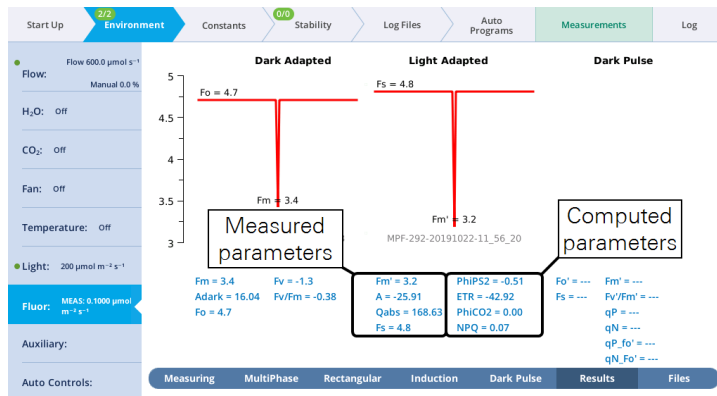 2/2
0/0
Start Up
Environment
Constants
Stability
Log Files
Auto
Programs
Measurements
Log
Flow:
Flow 600.0 µmol s⁻¹
Manual 0.0 %
H₂O: Off
CO₂: Off
Fan: Off
Temperature: Off
Light: 200 µmol m⁻² s⁻¹
Fluor: MEAS: 0.1000 µmol
m⁻² s⁻¹
Auxiliary:
Auto Controls:
Dark Adapted
Light Adapted
Dark Pulse
5
4.5
4
3.5
3
Fo = 4.7
Fm = 3.4
Fs = 4.8
Fm' = 3.2
MPF-292-20191022-11_56_20
Measured
parameters
Computed
parameters
Fm = 3.4
Adark = 16.04
Fo = 4.7
Fv = -1.3
Fv/Fm = -0.38
Fm' = 3.2
A = -25.91
Qabs = 168.63
Fs = 4.8
PhiPS2 = -0.51
ETR = -42.92
PhiCO2 = 0.00
NPQ = 0.07
Fo' = ---
Fs = ---
Fm' = ---
Fv'/Fm' = ---
qP = ---
qN = ---
qP_fo' = ---
qN_Fo' = ---
Measuring
MultiPhase
Rectangular
Induction
Dark Pulse
Results
Files